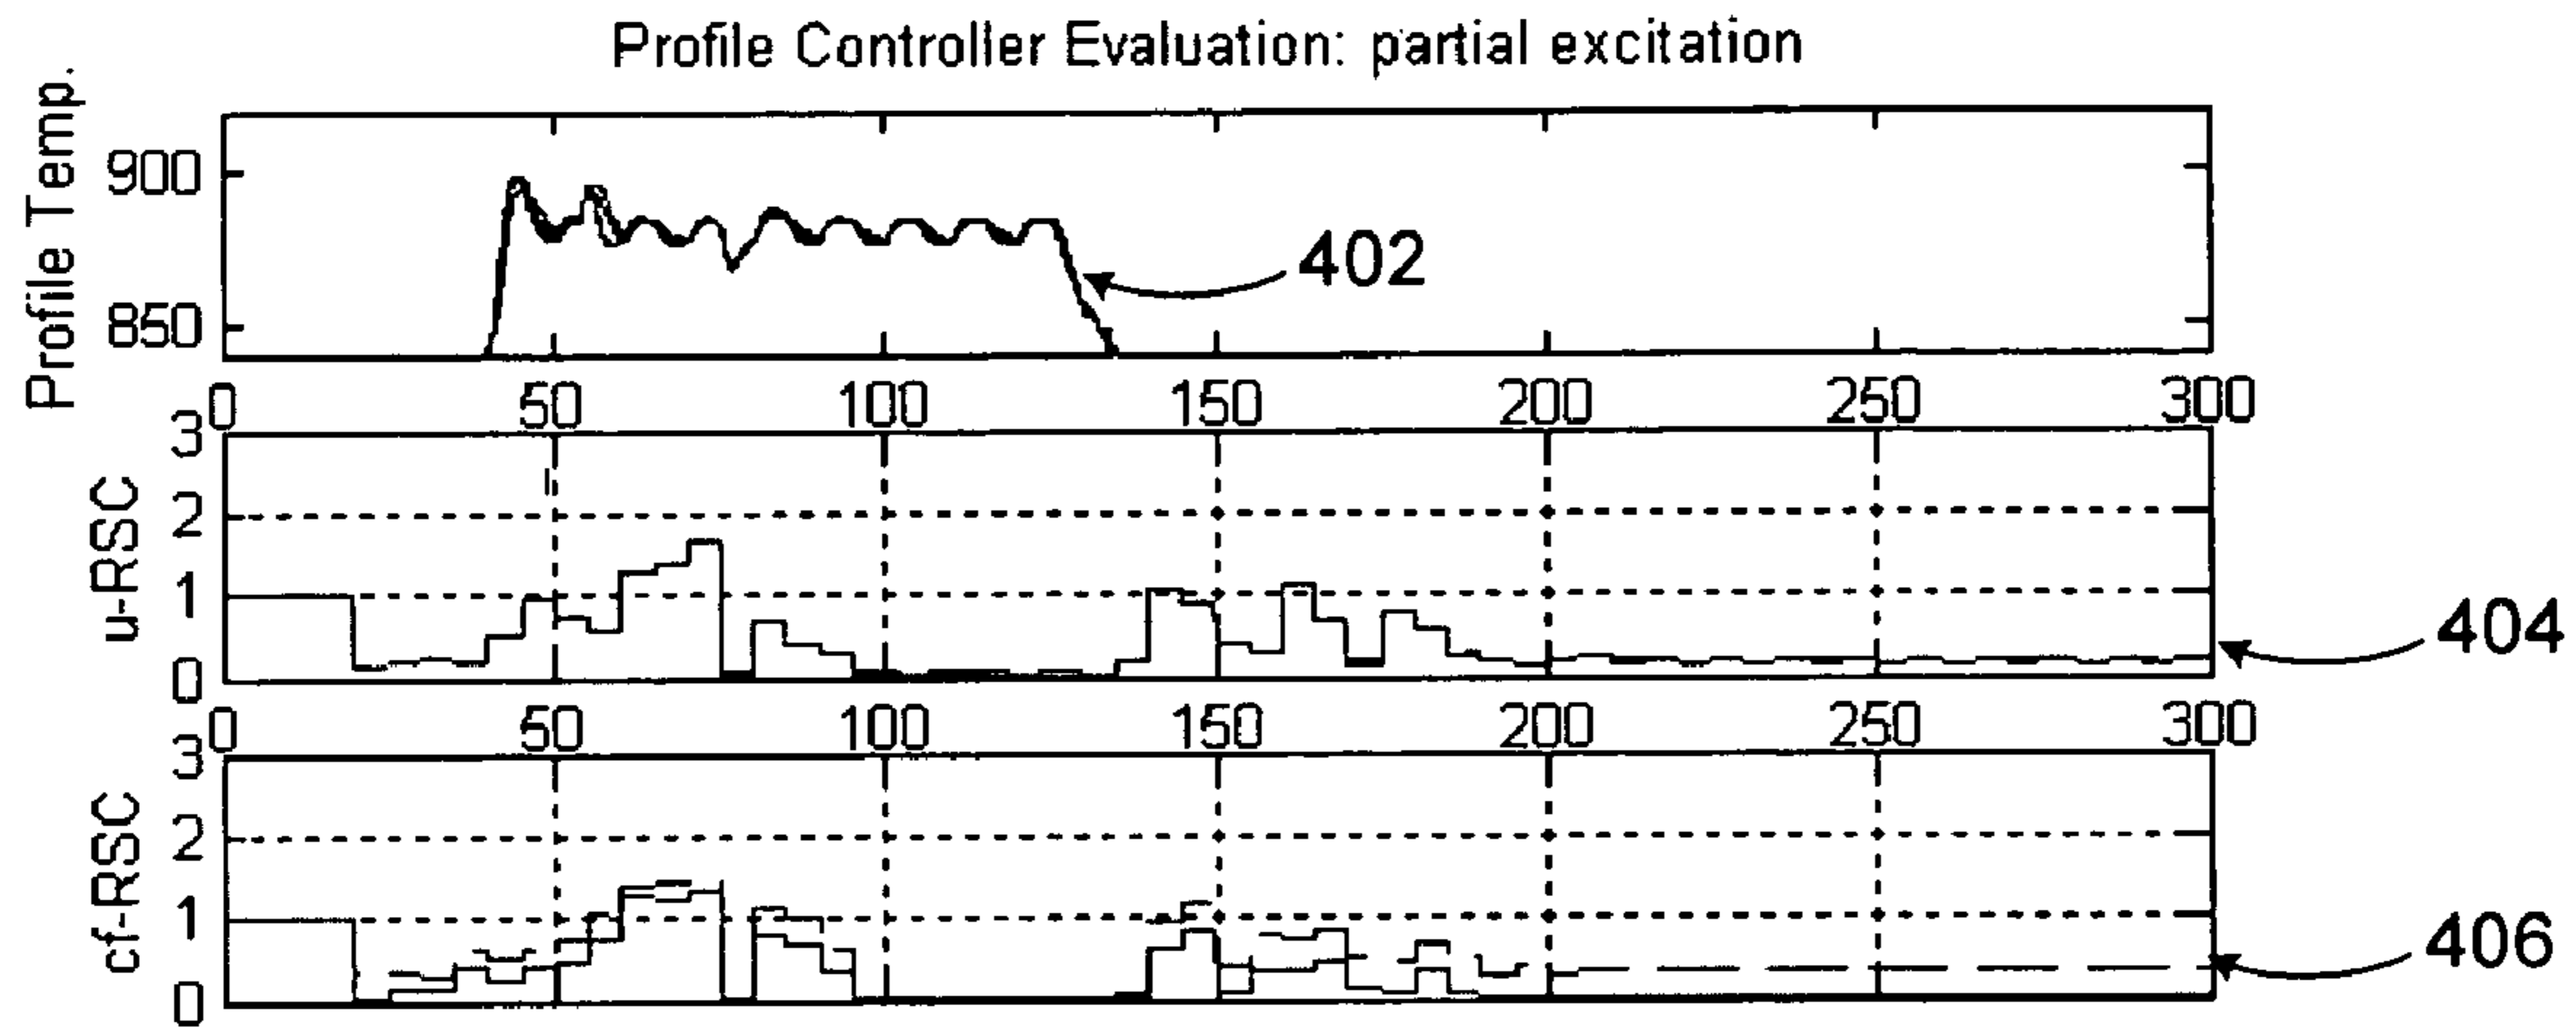 Profile Controller Evaluation: partial excitation
Profile Temp.
900
850
402
0 50 100 150 200 250 300
u-RSC
3
2
1
0
404
0 50 100 150 200 250 300
cf-RSC
3
2
1
0
406